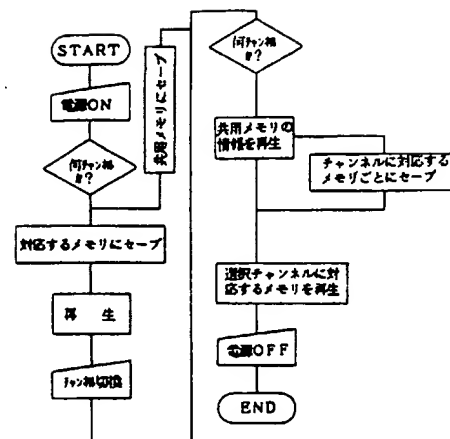 START
電源ON
何チャンネル
か?
共用メモリにセーブ
対応するメモリにセーブ
再 生
チャンネル切換
何チャンネル
か?
共用メモリの
情報を再生
チャンネルに対応する
メモリごとにセーブ
選択チャンネルに対
応するメモリを再生
電源OFF
END